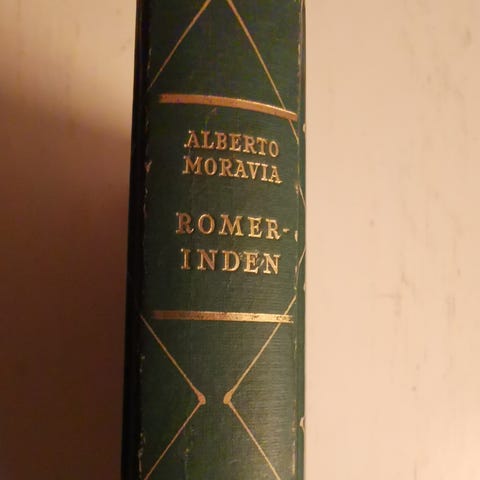 ALBERTO
MORAVIA
ROMER-
INDEN